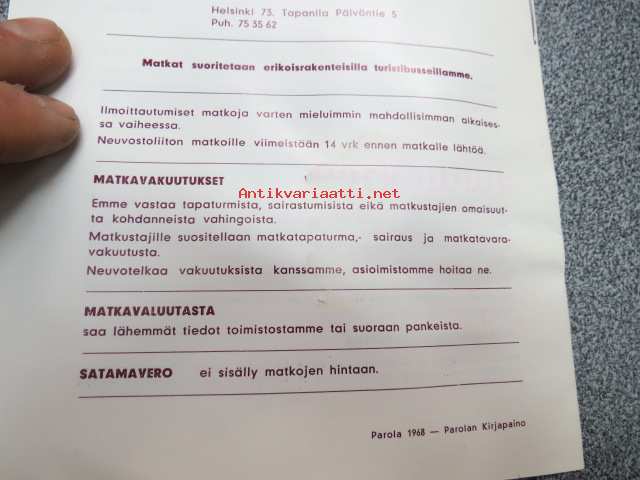 Helsinki 73, Tapanila Päivöntie 5
Puh. 75 35 62
Matkat suoritetaan erikoisrakenteisilla turistibusseillamme.
Ilmoittautumiset matkoja varten mieluimmin mahdollisimman aikaises-
sa vaiheessa.
Neuvostoliiton matkoille viimeistään 14 vrk ennen matkalle lähtöä.
MATKAVAKUUTUKSET
Antikvariaatti.net
Emme vastaa tapaturmista, sairastumisista eikä matkustajien omaisuut-
ta kohdanneista vahingoista.
Matkustajille suositellaan matkatapaturma,- sairaus ja matkatavara-
vakuutusta.
Neuvotelkaa vakuutuksista kanssamme, asioimistomme hoitaa ne.
MATKAVALUUTASTA
saa lähemmät tiedot toimistostamme tai suoraan pankeista.
SATAMAVERO ei sisälly matkojen hintaan.
Parola 1968 — Parolan Kirjapaino